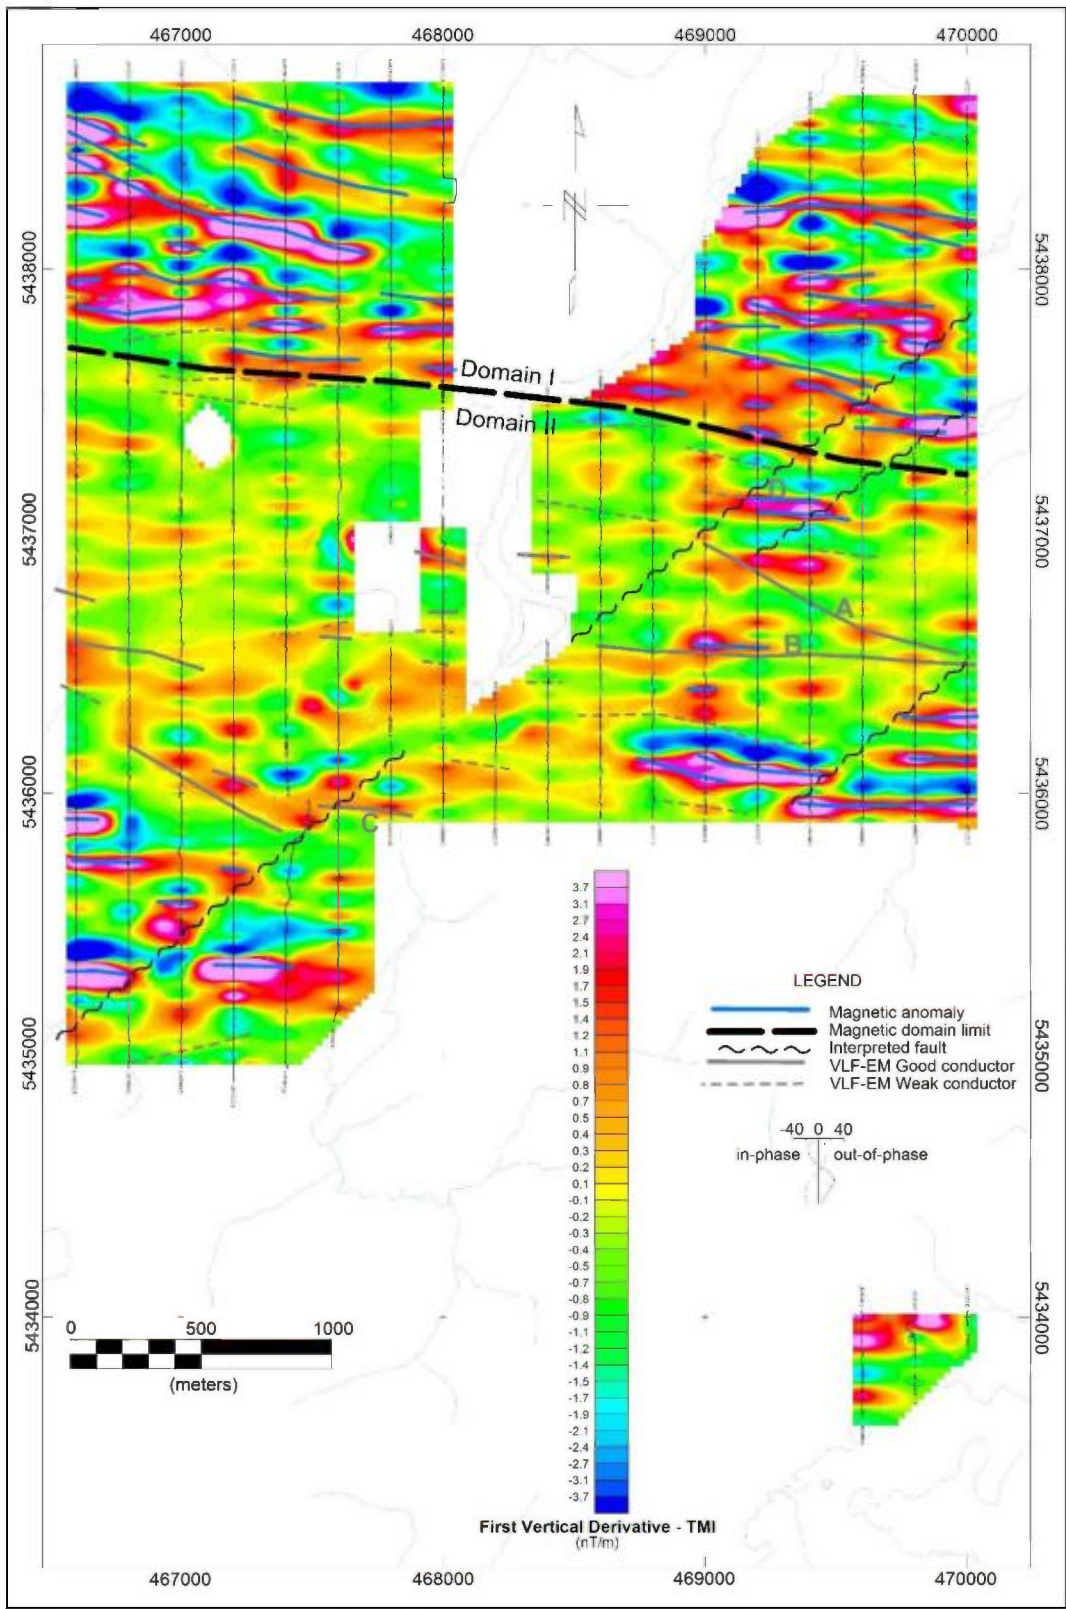 467000 468000 469000 470000
5438000 5438000
Domain I
Domain II
D
5437000 5437000
A
B
5436000 5436000
C
3.7
3.1
2.7
2.4
2.1
1.9
1.7
1.5
1.4
1.2
1.1
0.9
0.8
0.7
0.5
0.4
0.3
0.2
0.1
-0.1
-0.2
-0.3
-0.4
-0.5
-0.7
-0.8
-0.9
-1.1
-1.2
-1.4
-1.5
-1.7
-1.9
-2.1
-2.4
-2.7
-3.1
-3.7
First Vertical Derivative - TMI
(nT/m)
LEGEND
Magnetic anomaly
Magnetic domain limit
Interpreted fault
VLF-EM Good conductor
VLF-EM Weak conductor
5435000 5435000
-40 0 40
in-phase out-of-phase
5434000 5434000
0 500 1000
(meters)
467000 468000 469000 470000